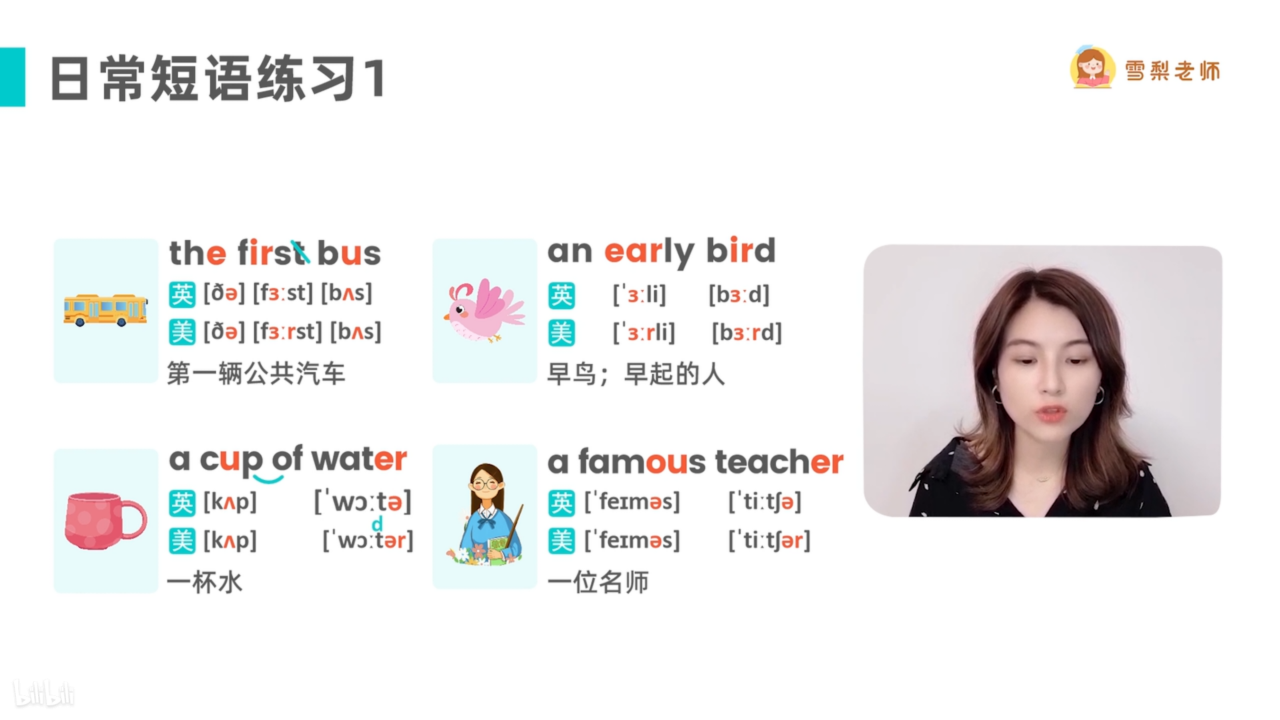 日常短语练习1
雪梨老师
the first bus
英 [ðə] [fɜːst] [bʌs]
美 [ðə] [fɜːrst] [bʌs]
第一辆公共汽车
an early bird
英 [ˈɜːli] [bɜːd]
美 [ˈɜːrli] [bɜːrd]
早鸟；早起的人
a cup of water
英 [kʌp] [ˈwɔːtə]
d
美 [kʌp] [ˈwɔːtər]
一杯水
a famous teacher
英 [ˈfeɪməs] [ˈtiːtʃə]
美 [ˈfeɪməs] [ˈtiːtʃər]
一位名师
bilibili